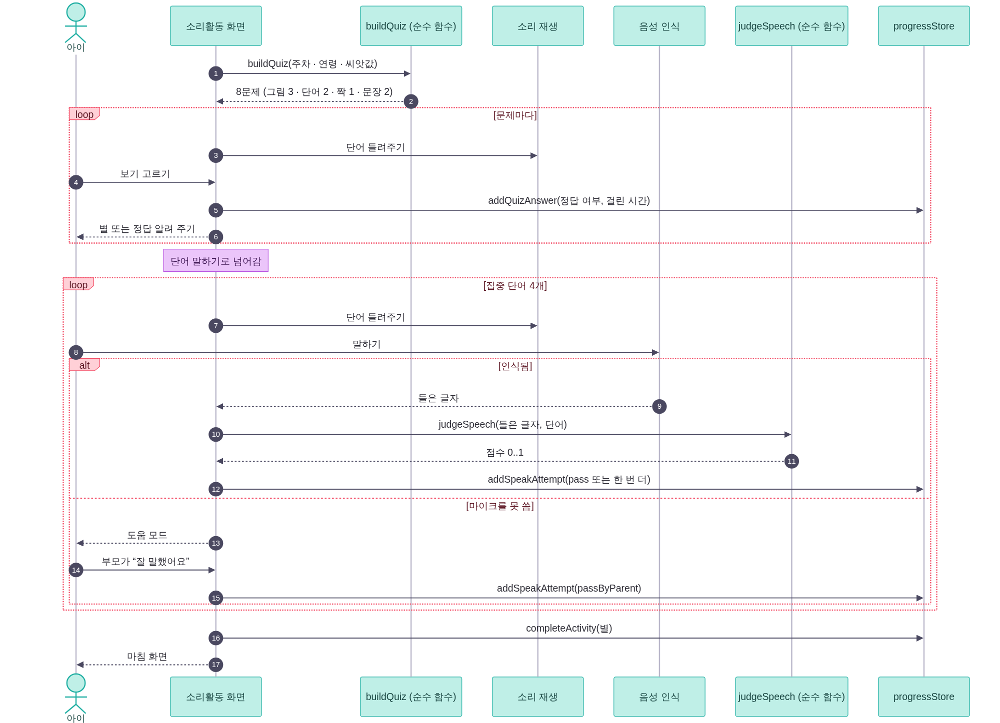 아이
소리활동 화면
buildQuiz (순수 함수)
소리 재생
음성 인식
judgeSpeech (순수 함수)
progressStore
buildQuiz(주차 · 연령 · 씨앗값)
1
8문제 (그림 3 · 단어 2 · 짝 1 · 문장 2)
2
loop
[문제마다]
단어 들려주기
3
보기 고르기
4
addQuizAnswer(정답 여부, 걸린 시간)
5
별 또는 정답 알려 주기
6
단어 말하기로 넘어감
loop
[집중 단어 4개]
단어 들려주기
7
말하기
8
alt
[인식됨]
들은 글자
9
judgeSpeech(들은 글자, 단어)
10
점수 0..1
11
addSpeakAttempt(pass 또는 한 번 더)
12
[마이크를 못 씀]
도움 모드
13
부모가 “잘 말했어요”
14
addSpeakAttempt(passByParent)
15
completeActivity(별)
16
마침 화면
17
소리활동 화면
buildQuiz (순수 함수)
소리 재생
음성 인식
judgeSpeech (순수 함수)
progressStore
아이